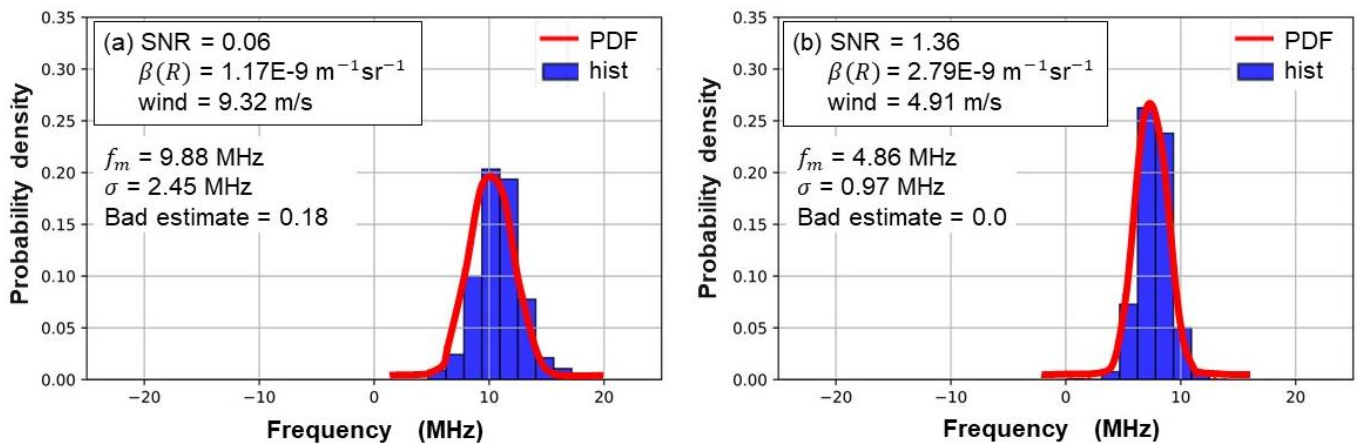 (a) SNR = 0.06
β(R) = 1.17E-9 m⁻¹sr⁻¹
wind = 9.32 m/s
PDF
hist
f_m = 9.88 MHz
σ = 2.45 MHz
Bad estimate = 0.18
Probability density
0.35
0.30
0.25
0.20
0.15
0.10
0.05
0.00
-20
-10
0
10
20
Frequency (MHz)
(b) SNR = 1.36
β(R) = 2.79E-9 m⁻¹sr⁻¹
wind = 4.91 m/s
PDF
hist
f_m = 4.86 MHz
σ = 0.97 MHz
Bad estimate = 0.0
Probability density
0.35
0.30
0.25
0.20
0.15
0.10
0.05
0.00
-20
-10
0
10
20
Frequency (MHz)